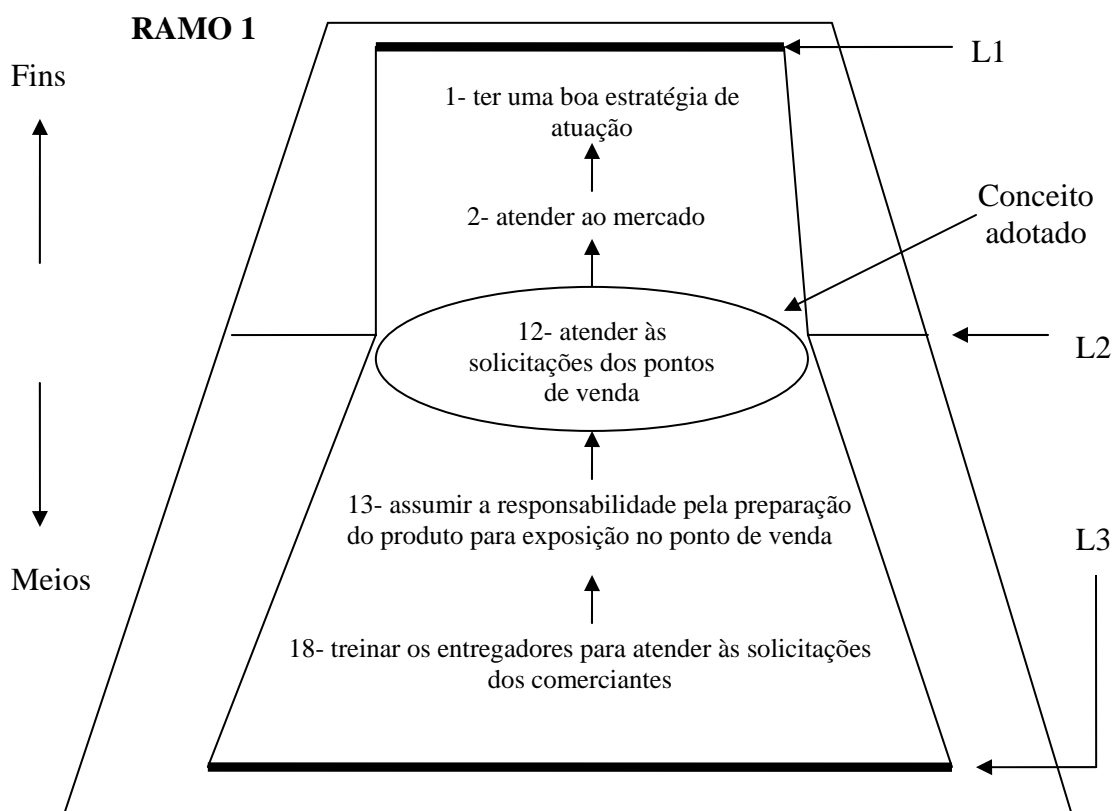 RAMO 1
L1
Fins
1- ter uma boa estratégia de
atuação
2- atender ao mercado
Conceito
adotado
12- atender às
solicitações dos pontos
de venda
L2
13- assumir a responsabilidade pela preparação
do produto para exposição no ponto de venda
L3
Meios
18- treinar os entregadores para atender às solicitações
dos comerciantes